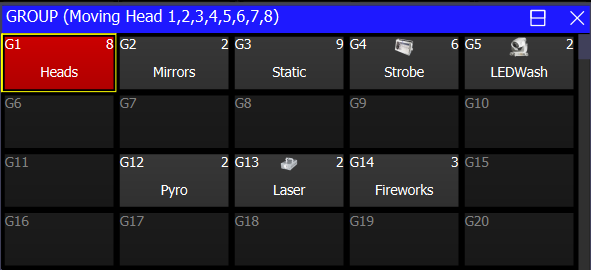 GROUP (Moving Head 1,2,3,4,5,6,7,8)
G1 8 G2 2 G3 9 G4 6 G5 2
Heads Mirrors Static Strobe LEDWash
G6 G7 G8 G9 G10
G11 G12 2 G13 2 G14 3 G15
Pyro Laser Fireworks
G16 G17 G18 G19 G20